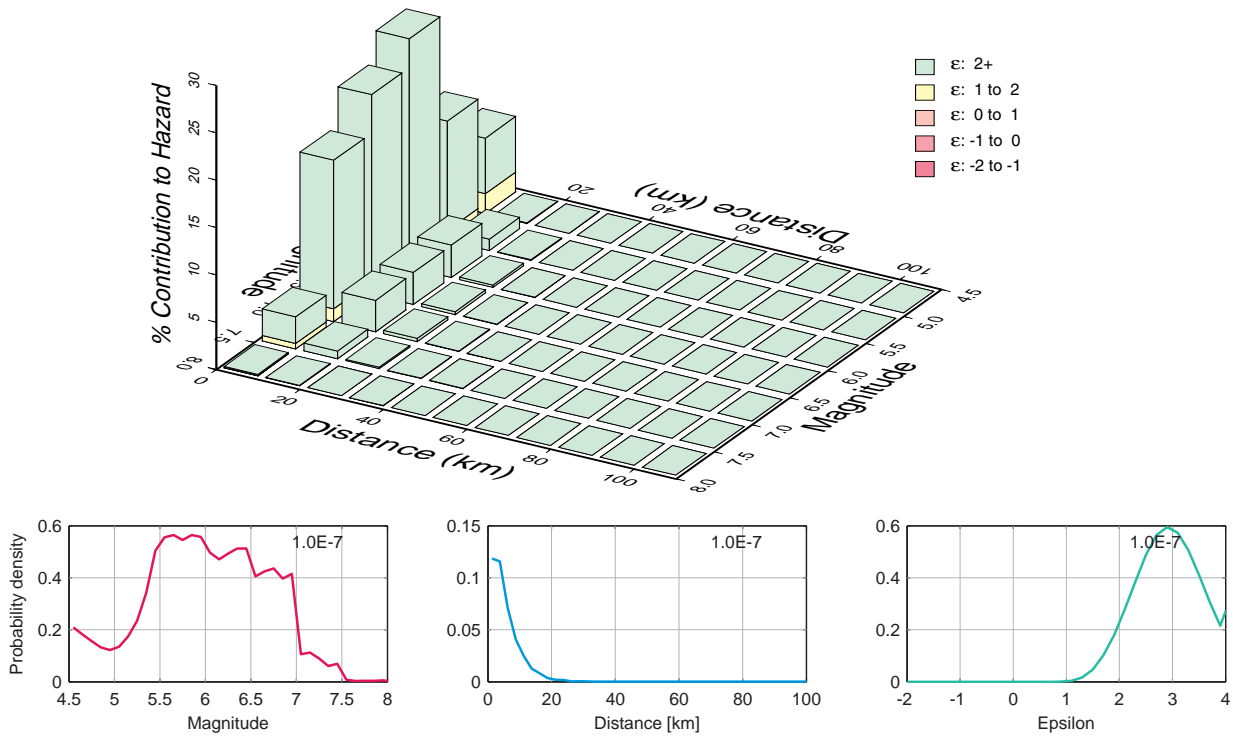 % Contribution to Hazard
30
25
20
15
10
5
0
8.0
7.5
ε: 2+
ε: 1 to 2
ε: 0 to 1
ε: -1 to 0
ε: -2 to -1
20
40
60
80
100
Distance (km)
4.5
5.0
5.5
6.0
6.5
7.0
7.5
8.0
Magnitude
20
40
60
80
100
Distance (km)
Probability density
0.6
0.4
0.2
0
1.0E-7
4.5 5 5.5 6 6.5 7 7.5 8
Magnitude
0.15
0.1
0.05
0
1.0E-7
0 20 40 60 80 100
Distance [km]
0.6
0.4
0.2
0
1.0E-7
-2 -1 0 1 2 3 4
Epsilon